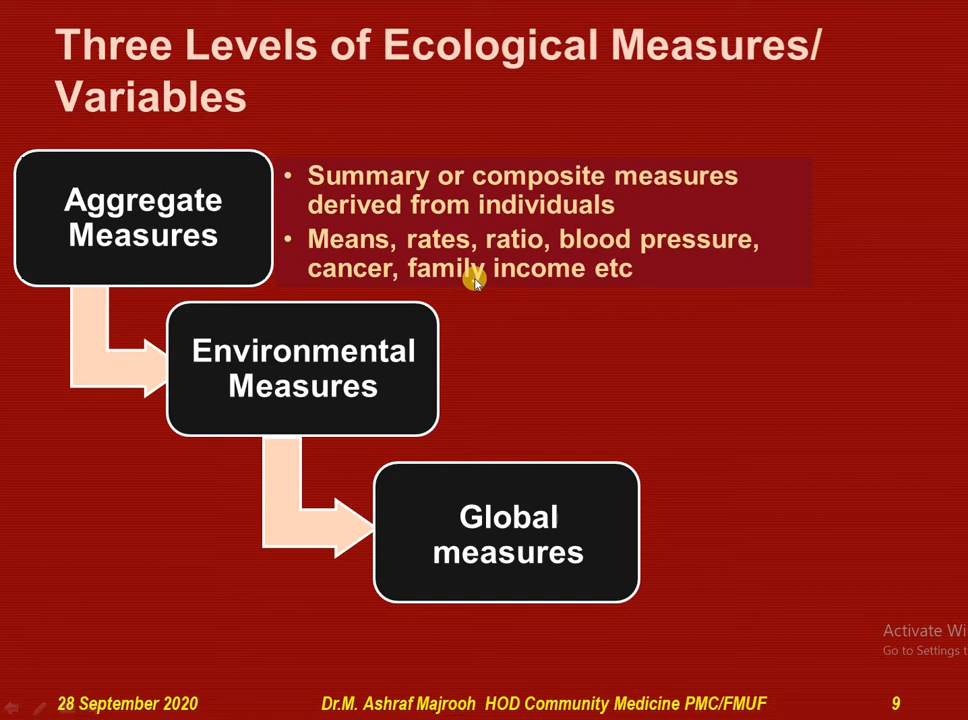 Three Levels of Ecological Measures/
Variables
Aggregate
Measures
• Summary or composite measures
derived from individuals
• Means, rates, ratio, blood pressure,
cancer, family income etc
Environmental
Measures
Global
measures
Activate Wi
Go to Settings t
28 September 2020
Dr.M. Ashraf Majrooh HOD Community Medicine PMC/FMUF
9